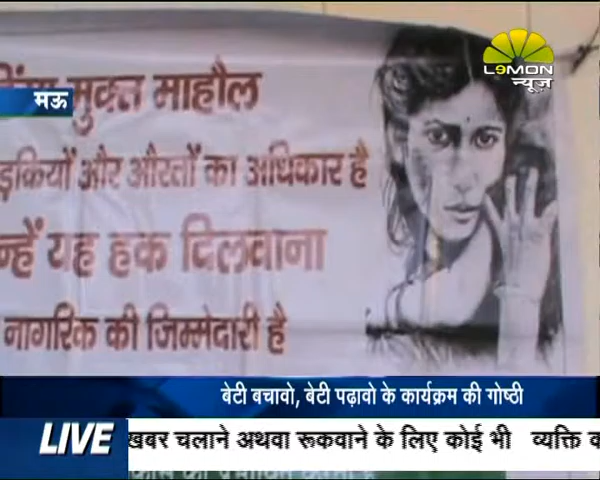 LEMON
न्यूज़
मऊ
मुक्त माहौल
ड़कियों और औरतों का अधिकार है
न्हें यह हक दिलवाना
नागरिक की जिम्मेदारी है
बेटी बचावो, बेटी पढ़ावो के कार्यक्रम की गोष्ठी
LIVE
खबर चलाने अथवा रूकवाने के लिए कोई भी व्यक्ति क